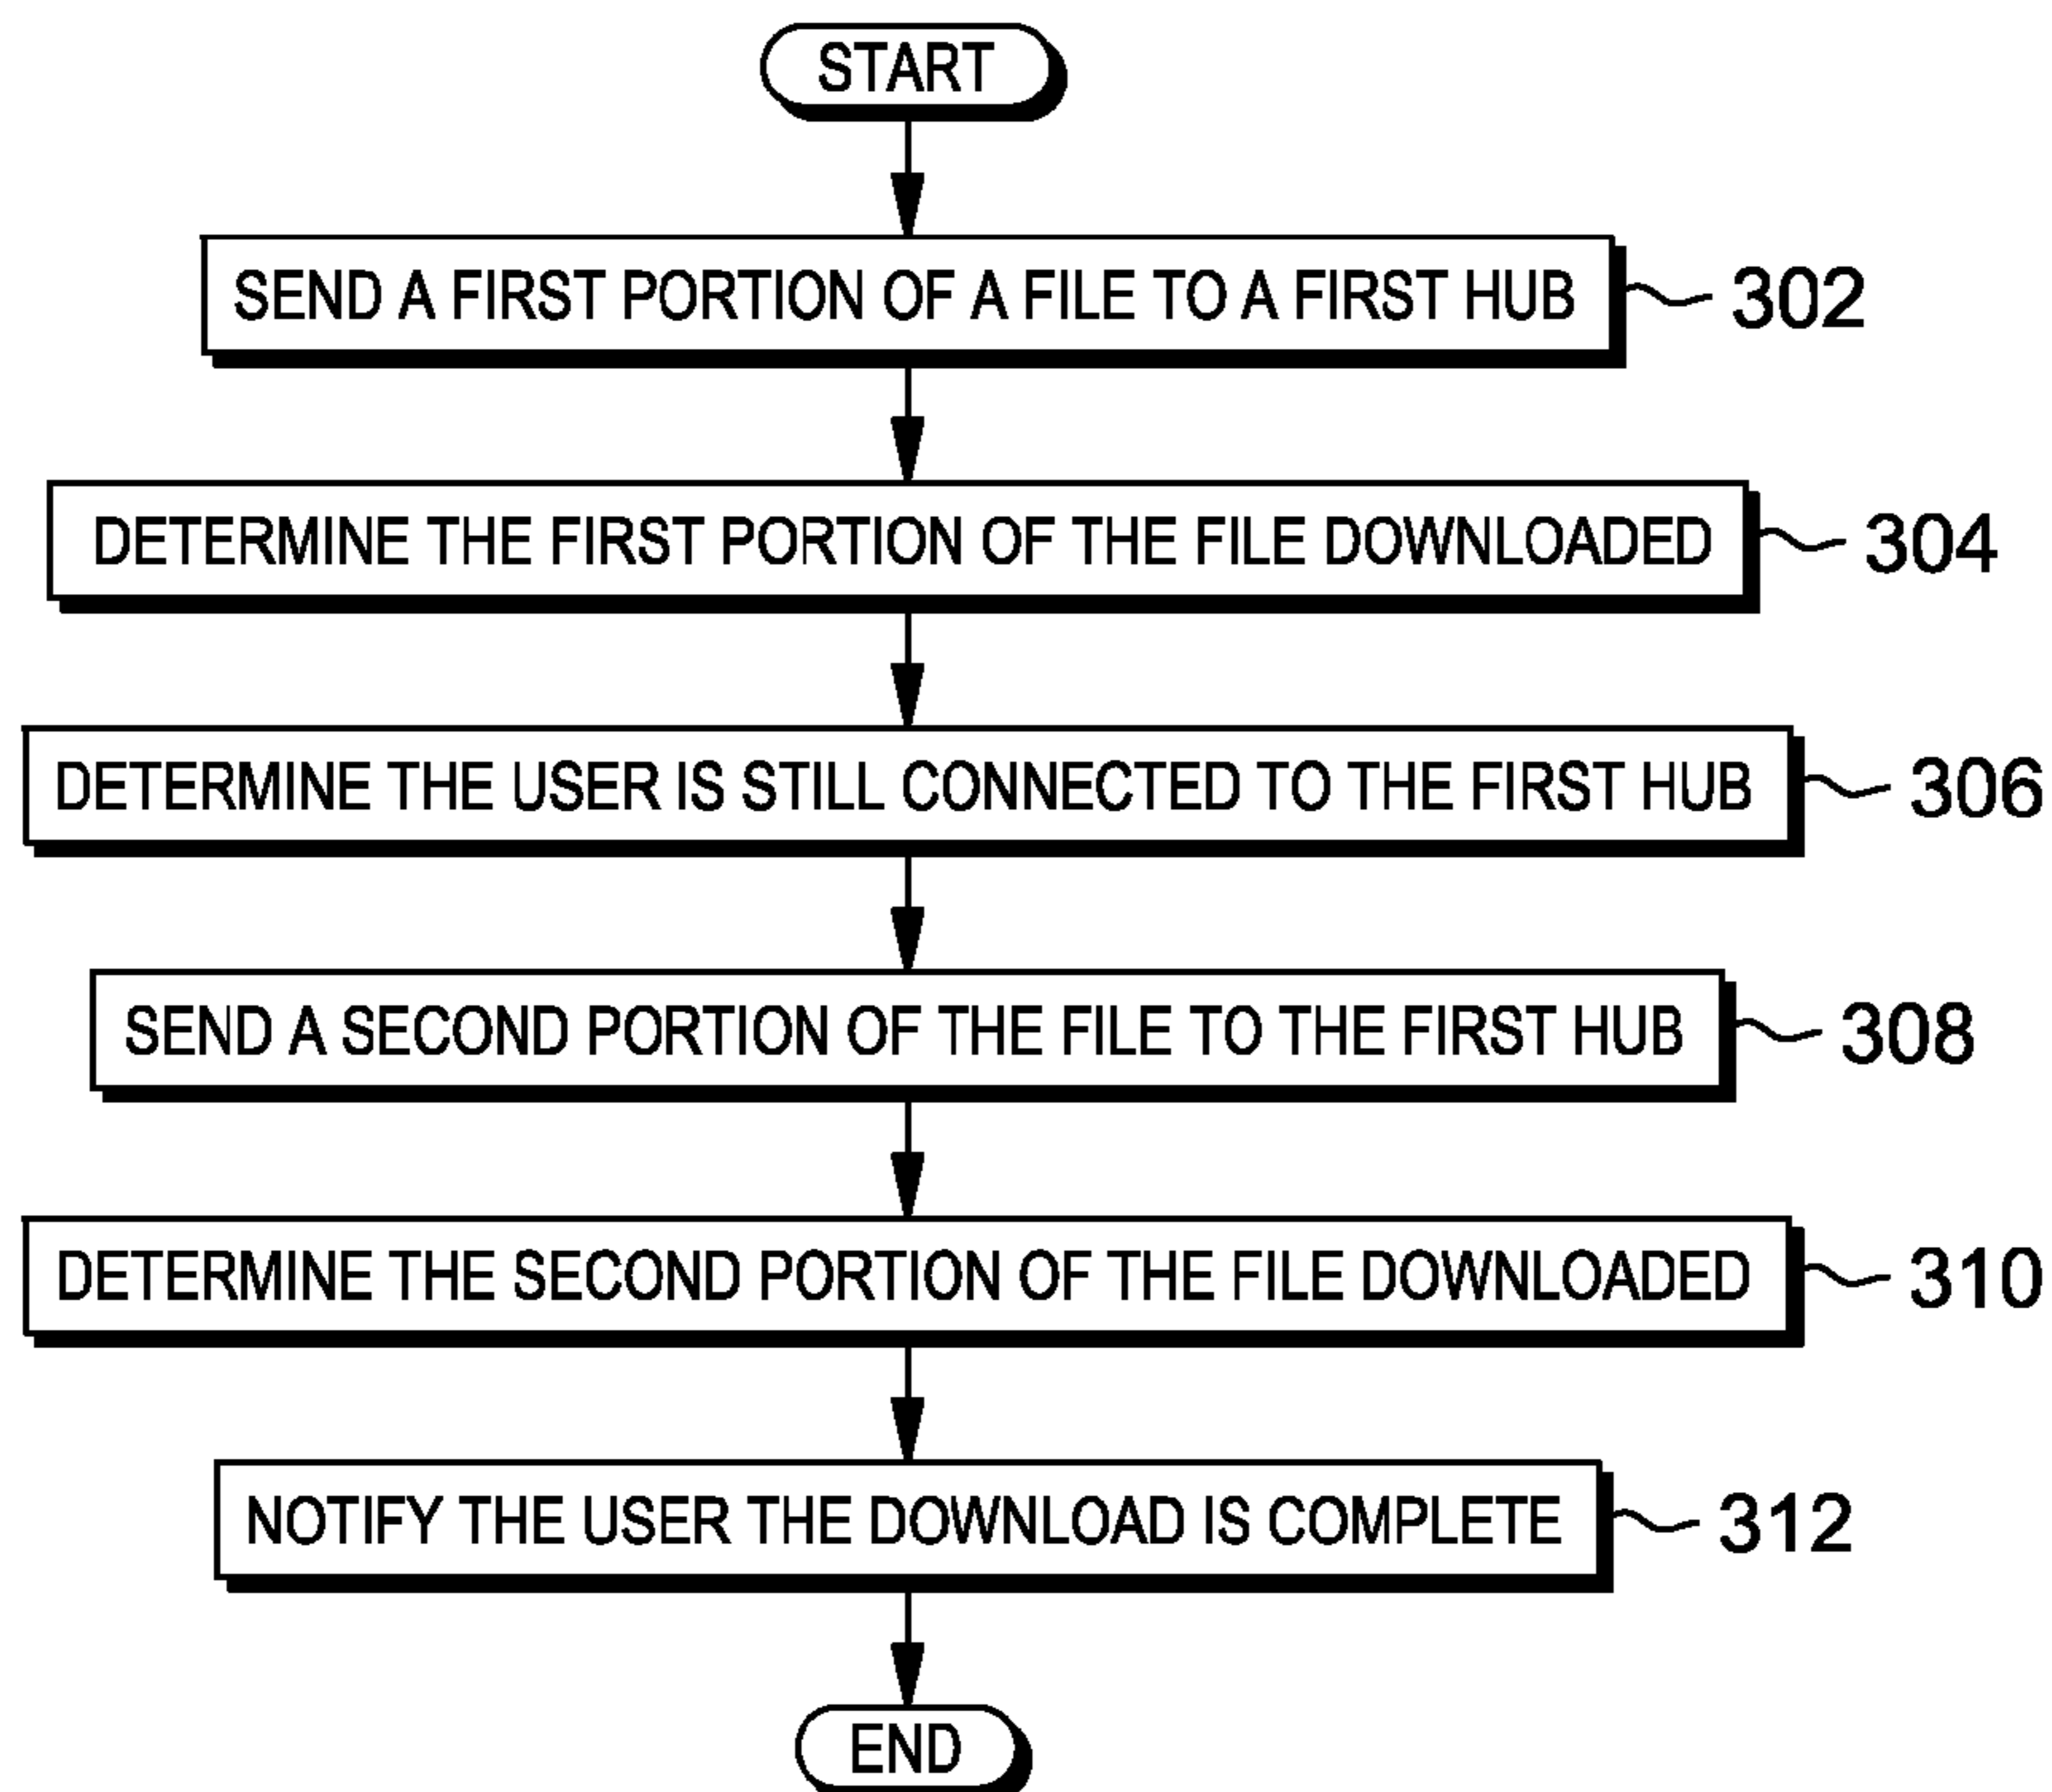 START
SEND A FIRST PORTION OF A FILE TO A FIRST HUB
302
DETERMINE THE FIRST PORTION OF THE FILE DOWNLOADED
304
DETERMINE THE USER IS STILL CONNECTED TO THE FIRST HUB
306
SEND A SECOND PORTION OF THE FILE TO THE FIRST HUB
308
DETERMINE THE SECOND PORTION OF THE FILE DOWNLOADED
310
NOTIFY THE USER THE DOWNLOAD IS COMPLETE
312
END